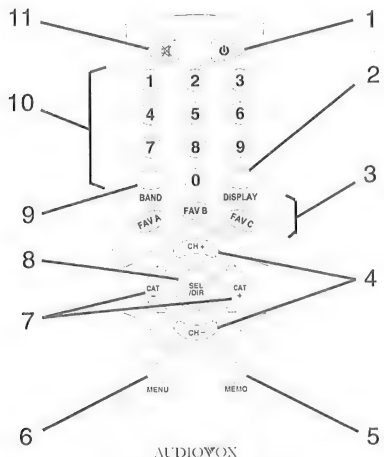 11 1
1 2 3
10
4 5 6
2
7 8 9
0
3
9 BAND DISPLAY
FAV A FAV B FAV C
8 CH +
4
CAT - SEL /DIR CAT +
7
CH -
MENU MEMO
6 5
AUDIOVOX